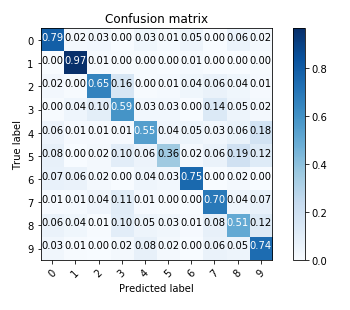 Confusion matrix
0 0.79 0.02 0.03 0.00 0.03 0.01 0.05 0.00 0.06 0.02
1 0.00 0.97 0.00 0.00 0.00 0.01 0.00 0.00 0.00 0.00
2 0.02 0.00 0.65 0.16 0.00 0.01 0.04 0.06 0.04 0.01
3 0.00 0.04 0.10 0.59 0.03 0.03 0.00 0.14 0.05 0.02
4 0.06 0.01 0.01 0.01 0.55 0.04 0.05 0.03 0.06 0.18
5 0.08 0.00 0.02 0.10 0.06 0.36 0.02 0.06 0.19 0.12
6 0.07 0.06 0.02 0.00 0.04 0.03 0.75 0.00 0.02 0.00
7 0.01 0.01 0.04 0.11 0.01 0.00 0.00 0.70 0.04 0.07
8 0.06 0.04 0.01 0.10 0.05 0.03 0.01 0.08 0.51 0.12
9 0.03 0.01 0.00 0.02 0.08 0.02 0.00 0.06 0.05 0.74
0 1 2 3 4 5 6 7 8 9
True label
Predicted label
0.8
0.6
0.4
0.2
0.0